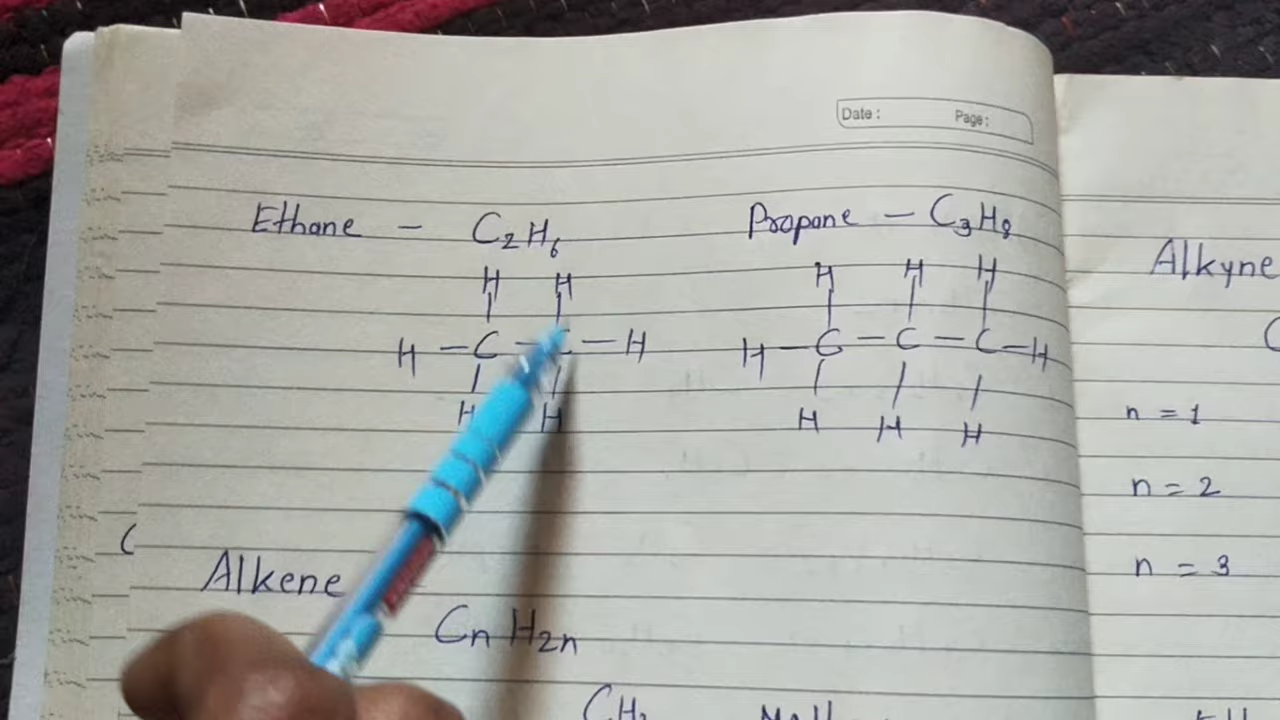 Date : Page :
Ethane – C2H6 Propane – C3H8
H H H H H
H – C – C – H H – C – C – C – H
H H H H H
Alkene
CnH2n
Alkyne
n = 1
n = 2
n = 3